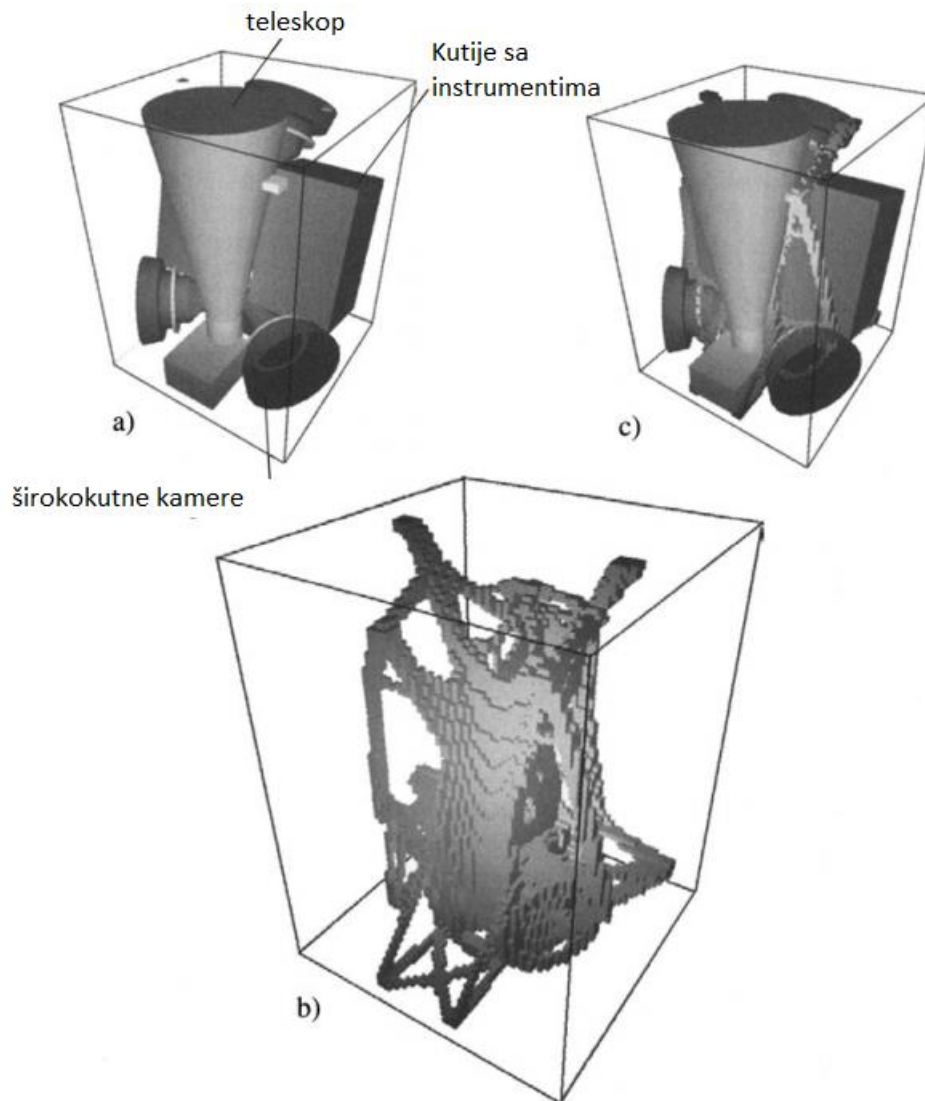 teleskop
Kutije sa
instrumentima
a)
c)
širokokutne kamere
b)